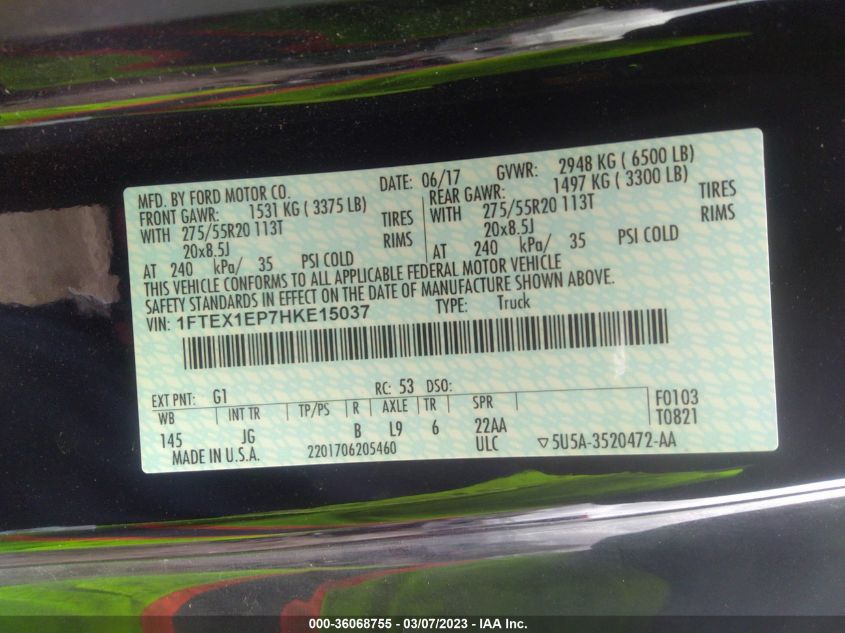 MFD. BY FORD MOTOR CO. DATE: 06/17 GVWR: 2948 KG ( 6500 LB)
FRONT GAWR: 1531 KG ( 3375 LB) REAR GAWR: 1497 KG ( 3300 LB)
WITH 275/55R20 113T TIRES WITH 275/55R20 113T TIRES
20x8.5J RIMS 20x8.5J RIMS
AT 240 kPa/ 35 PSI COLD AT 240 kPa/ 35 PSI COLD
THIS VEHICLE CONFORMS TO ALL APPLICABLE FEDERAL MOTOR VEHICLE
SAFETY STANDARDS IN EFFECT ON THE DATE OF MANUFACTURE SHOWN ABOVE.
VIN: 1FTEX1EP7HKE15037 TYPE: Truck
EXT PNT: G1 RC: 53 DSO: F0103
WB INT TR TP/PS R AXLE TR SPR T0821
145 JG B L9 6 22AA
MADE IN U.S.A. 2201706205460 ULC ▽5U5A-3520472-AA
000-36068755 - 03/07/2023 - IAA Inc.